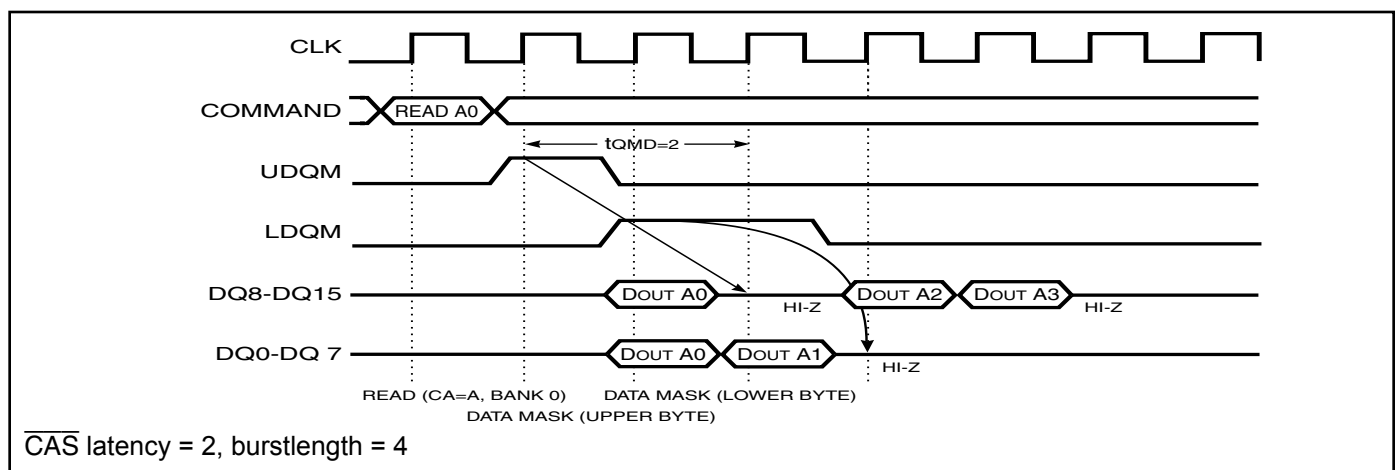 CLK
COMMAND
READ A0
tQMD=2
UDQM
LDQM
DQ8-DQ15
DOUT A0
HI-Z
DOUT A2
DOUT A3
HI-Z
DQ0-DQ 7
DOUT A0
DOUT A1
HI-Z
READ (CA=A, BANK 0)
DATA MASK (LOWER BYTE)
DATA MASK (UPPER BYTE)
CAS latency = 2, burstlength = 4